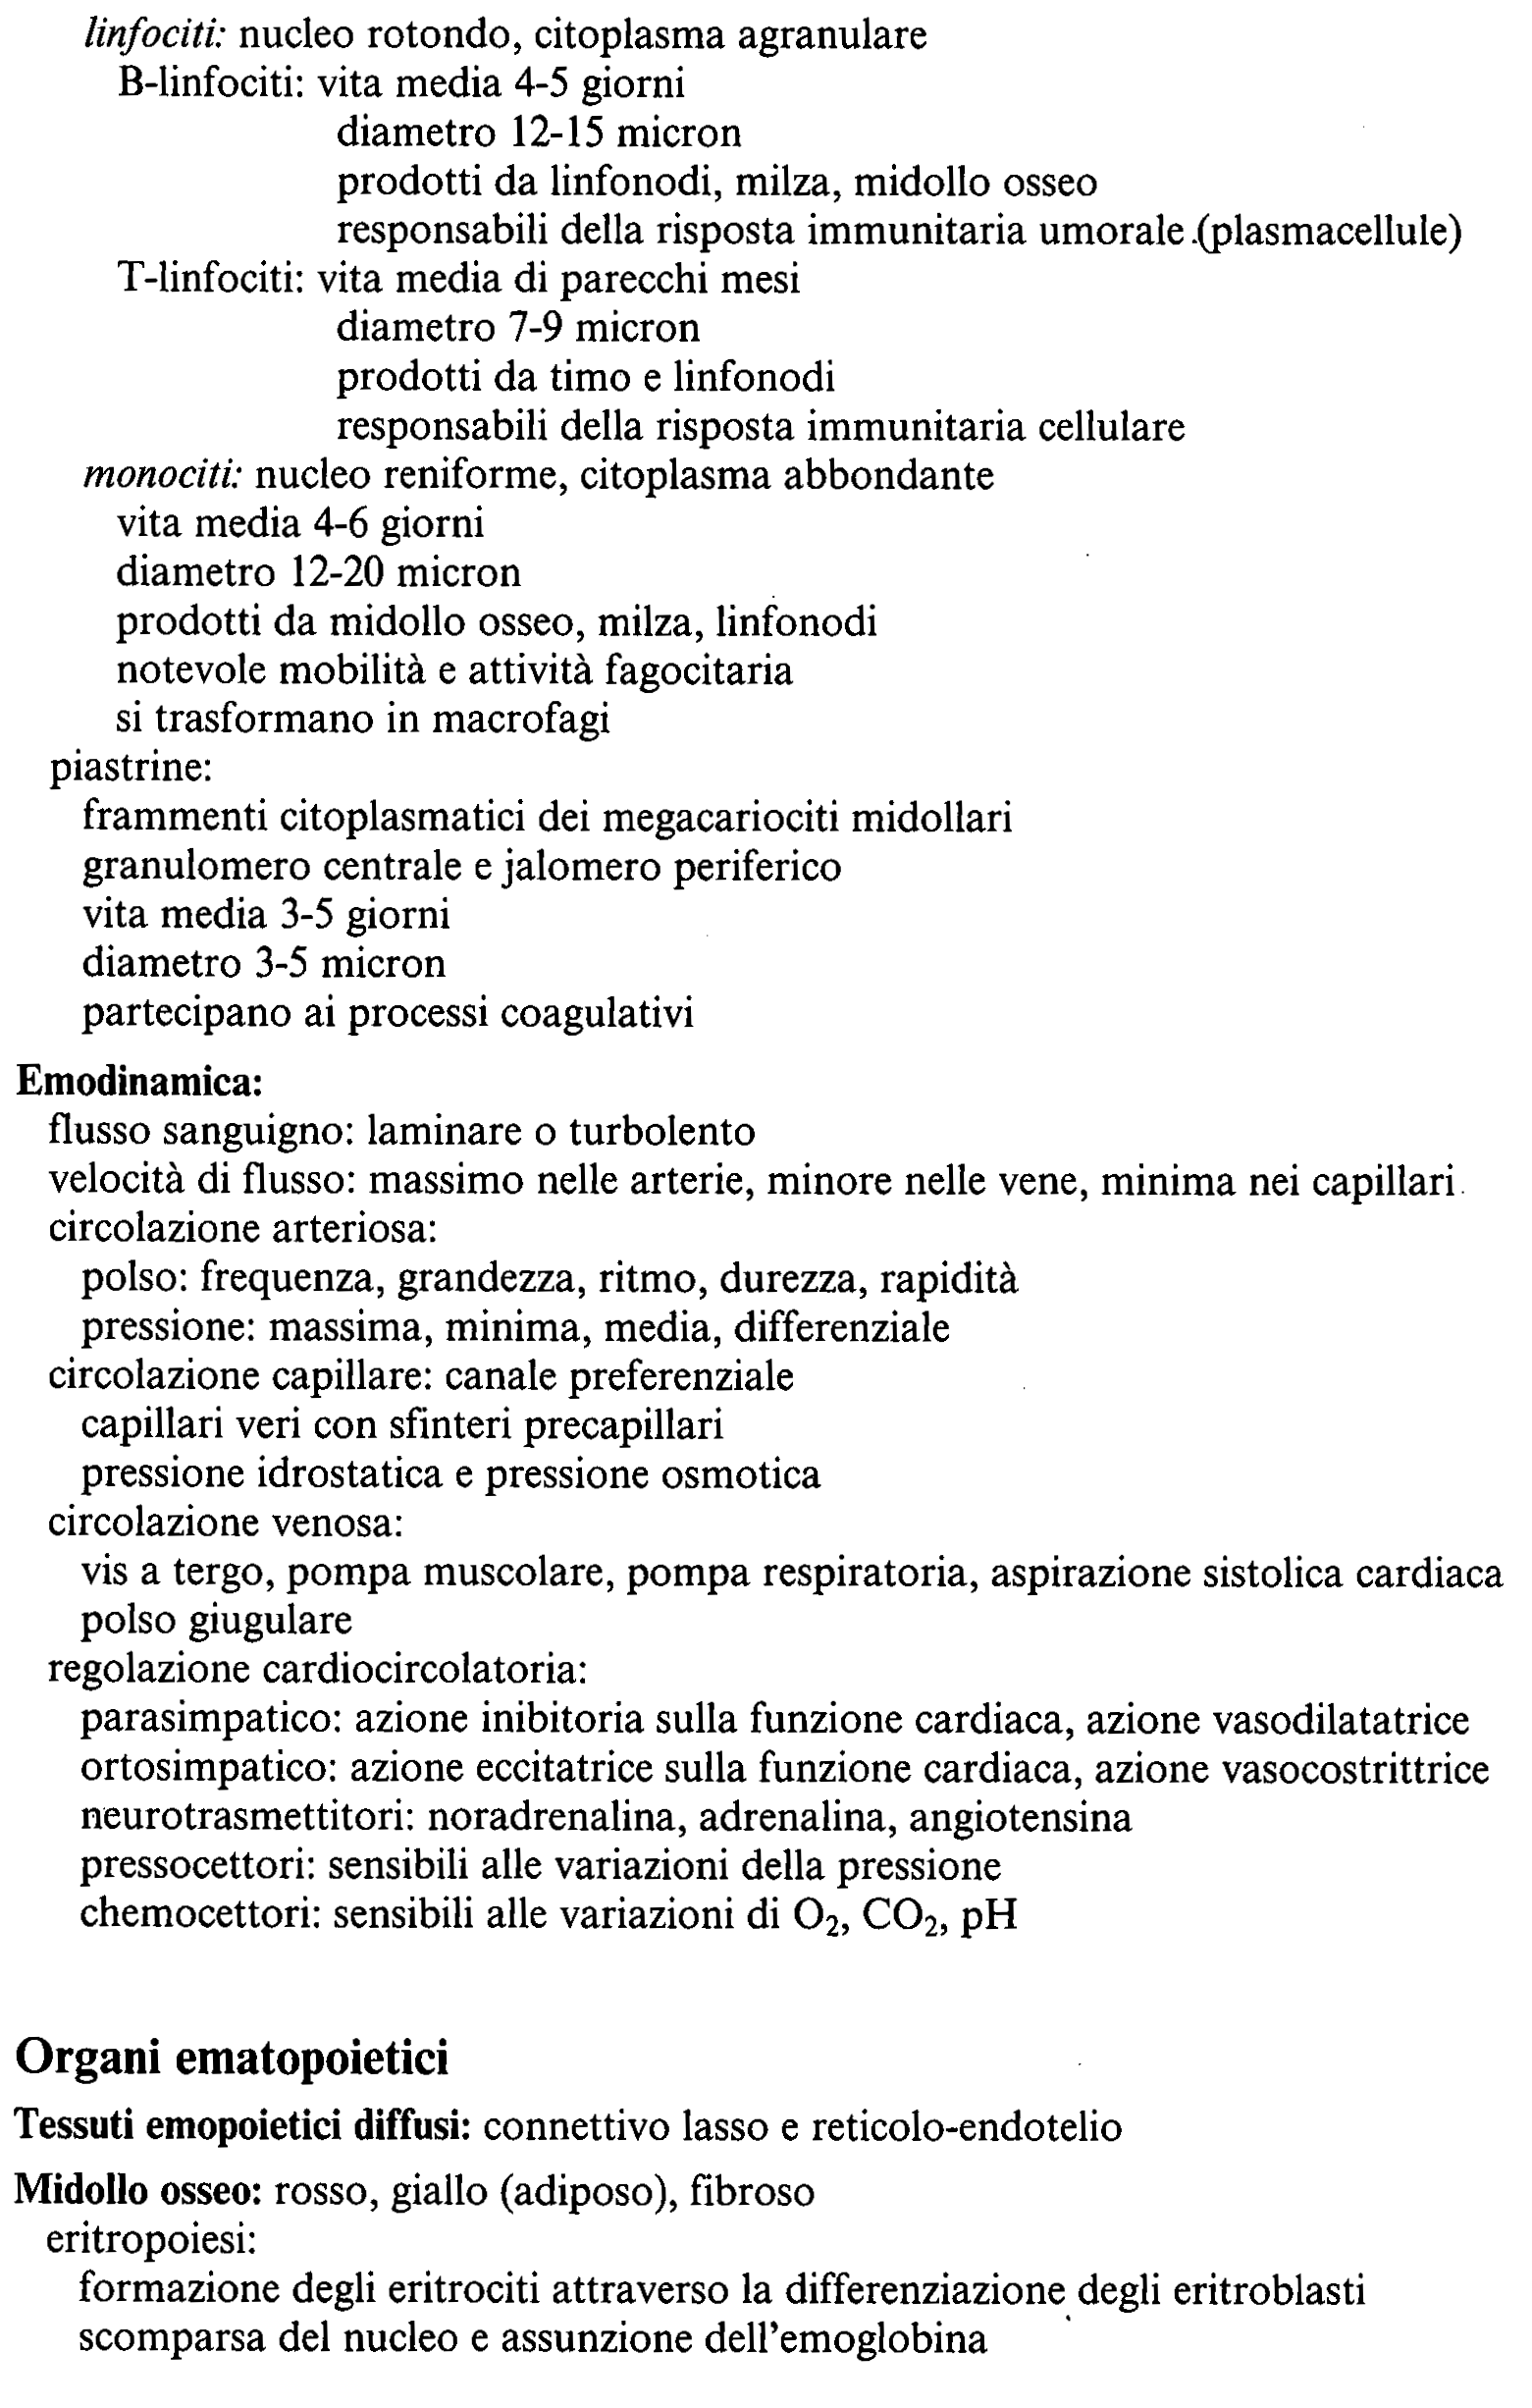 linfociti: nucleo rotondo, citoplasma agranulare
B-linfociti: vita media 4-5 giorni
diametro 12-15 micron
prodotti da linfonodi, milza, midollo osseo
responsabili della risposta immunitaria umorale (plasmacellule)
T-linfociti: vita media di parecchi mesi
diametro 7-9 micron
prodotti da timo e linfonodi
responsabili della risposta immunitaria cellulare
monociti: nucleo reniforme, citoplasma abbondante
vita media 4-6 giorni
diametro 12-20 micron
prodotti da midollo osseo, milza, linfonodi
notevole mobilità e attività fagocitaria
si trasformano in macrofagi
piastrine:
frammenti citoplasmatici dei megacariociti midollari
granulomero centrale e jalomero periferico
vita media 3-5 giorni
diametro 3-5 micron
partecipano ai processi coagulativi
Emodinamica:
flusso sanguigno: laminare o turbolento
velocità di flusso: massimo nelle arterie, minore nelle vene, minima nei capillari
circolazione arteriosa:
polso: frequenza, grandezza, ritmo, durezza, rapidità
pressione: massima, minima, media, differenziale
circolazione capillare: canale preferenziale
capillari veri con sfinteri precapillari
pressione idrostatica e pressione osmotica
circolazione venosa:
vis a tergo, pompa muscolare, pompa respiratoria, aspirazione sistolica cardiaca
polso giugulare
regolazione cardiocircolatoria:
parasimpatico: azione inibitoria sulla funzione cardiaca, azione vasodilatatrice
ortosimpatico: azione eccitatrice sulla funzione cardiaca, azione vasocostrittrice
neurotrasmettitori: noradrenalina, adrenalina, angiotensina
pressocettori: sensibili alle variazioni della pressione
chemocettori: sensibili alle variazioni di O₂, CO₂, pH
Organi ematopoietici
Tessuti emopoietici diffusi: connettivo lasso e reticolo-endotelio
Midollo osseo: rosso, giallo (adiposo), fibroso
eritropoiesi:
formazione degli eritrociti attraverso la differenziazione degli eritroblasti
scomparsa del nucleo e assunzione dell'emoglobina